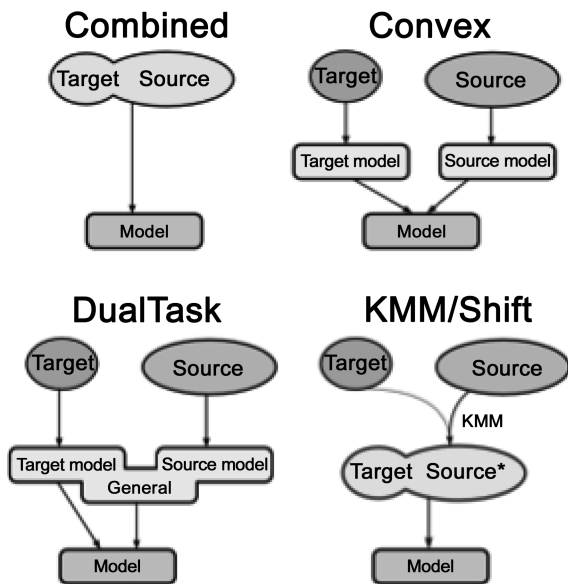 Combined
Target Source
Model
Convex
Target
Source
Target model
Source model
Model
DualTask
Target
Source
Target model
Source model
General
Model
KMM/Shift
Target
Source
KMM
Target Source*
Model